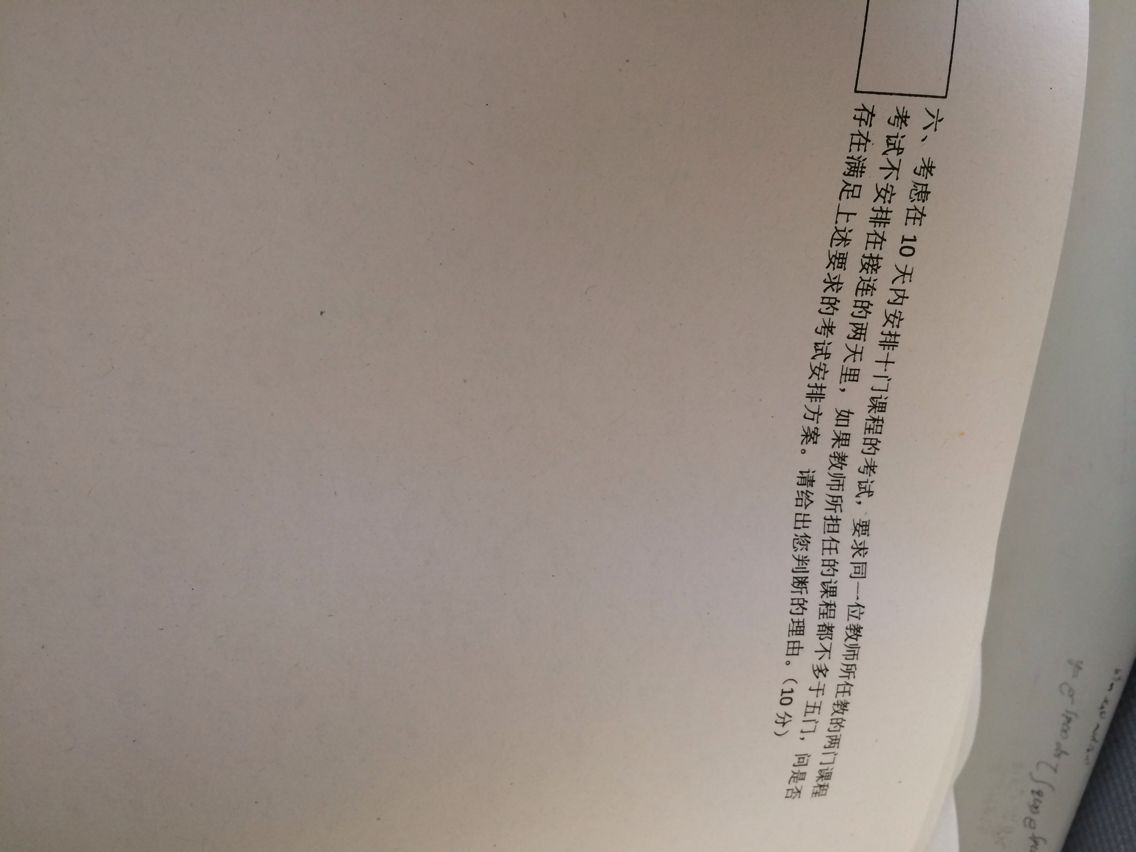 六、考虑在 10 天内安排十门课程的考试，要求同一位教师所任教的两门课程
考试不安排在接连的两天里，如果教师所担任的课程都不多于五门，问是否
存在满足上述要求的考试安排方案。请给出您判断的理由。（10 分）